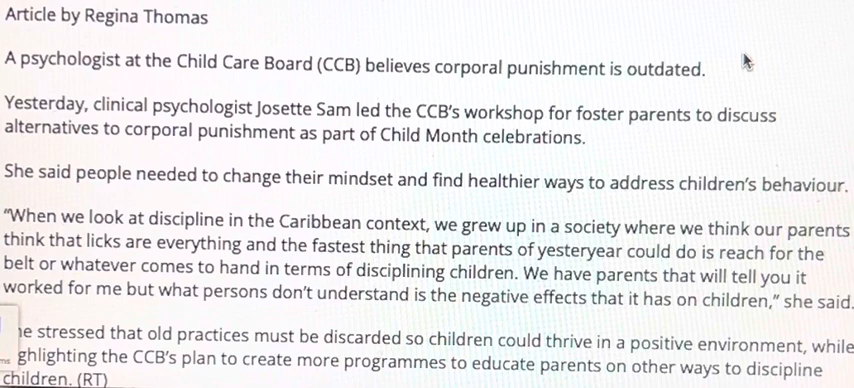 Article by Regina Thomas
A psychologist at the Child Care Board (CCB) believes corporal punishment is outdated.
Yesterday, clinical psychologist Josette Sam led the CCB’s workshop for foster parents to discuss
alternatives to corporal punishment as part of Child Month celebrations.
She said people needed to change their mindset and find healthier ways to address children’s behaviour.
“When we look at discipline in the Caribbean context, we grew up in a society where we think our parents
think that licks are everything and the fastest thing that parents of yesteryear could do is reach for the
belt or whatever comes to hand in terms of disciplining children. We have parents that will tell you it
worked for me but what persons don’t understand is the negative effects that it has on children,” she said.
he stressed that old practices must be discarded so children could thrive in a positive environment, while
ghlighting the CCB’s plan to create more programmes to educate parents on other ways to discipline
children. (RT)